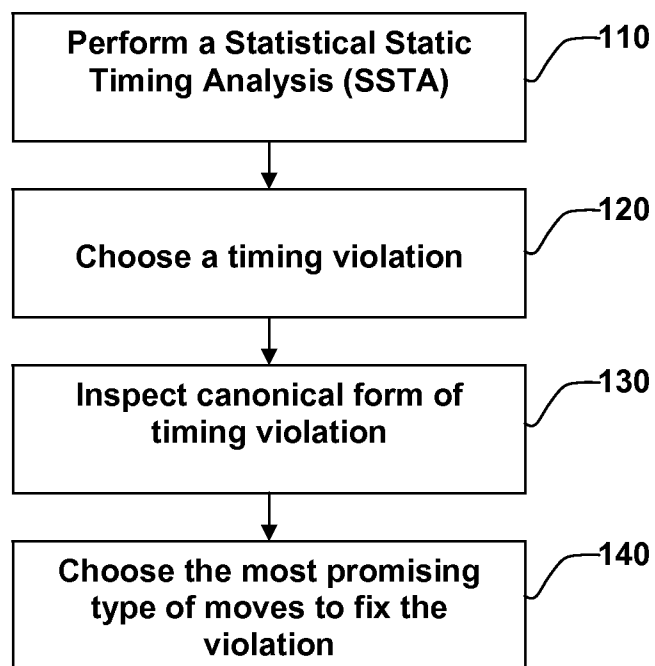 Perform a Statistical Static
Timing Analysis (SSTA)
110
Choose a timing violation
120
Inspect canonical form of
timing violation
130
Choose the most promising
type of moves to fix the
violation
140